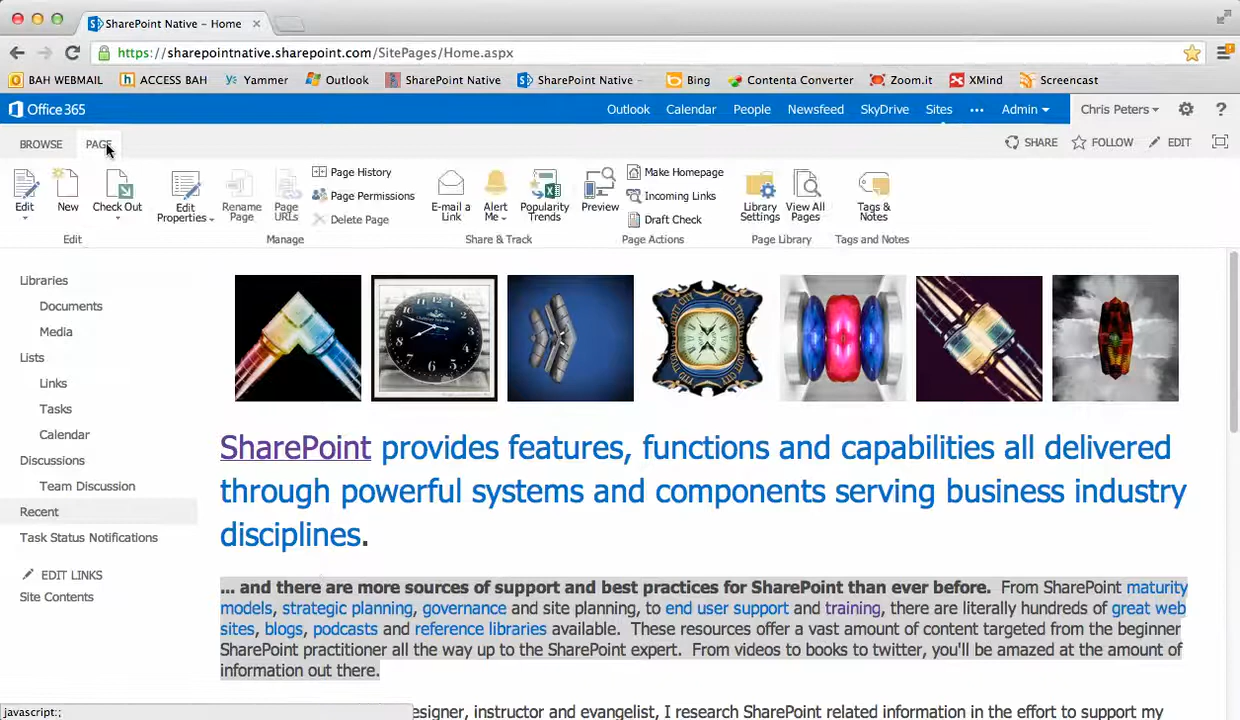 SharePoint Native – Home
https://sharepointnative.sharepoint.com/SitePages/Home.aspx
BAH WEBMAIL ACCESS BAH Yammer Outlook SharePoint Native SharePoint Native – Bing Contenta Converter Zoom.it XMind Screencast
Office 365 Outlook Calendar People Newsfeed SkyDrive Sites ••• Admin Chris Peters ?
BROWSE PAGE SHARE FOLLOW EDIT
Edit New Check Out Edit Properties Rename Page Page URLs Page History Page Permissions Delete Page E-mail a Link Alert Me Popularity Trends Preview Make Homepage Incoming Links Draft Check Library Settings View All Pages Tags & Notes
Edit Manage Share & Track Page Actions Page Library Tags and Notes
Libraries
Documents
Media
Lists
Links
Tasks
Calendar
Discussions
Team Discussion
Recent
Task Status Notifications
EDIT LINKS
Site Contents
SharePoint provides features, functions and capabilities all delivered
through powerful systems and components serving business industry
disciplines.
... and there are more sources of support and best practices for SharePoint than ever before. From SharePoint maturity
models, strategic planning, governance and site planning, to end user support and training, there are literally hundreds of great web
sites, blogs, podcasts and reference libraries available. These resources offer a vast amount of content targeted from the beginner
SharePoint practitioner all the way up to the SharePoint expert. From videos to books to twitter, you'll be amazed at the amount of
information out there.
esigner, instructor and evangelist, I research SharePoint related information in the effort to support my
javascript:;